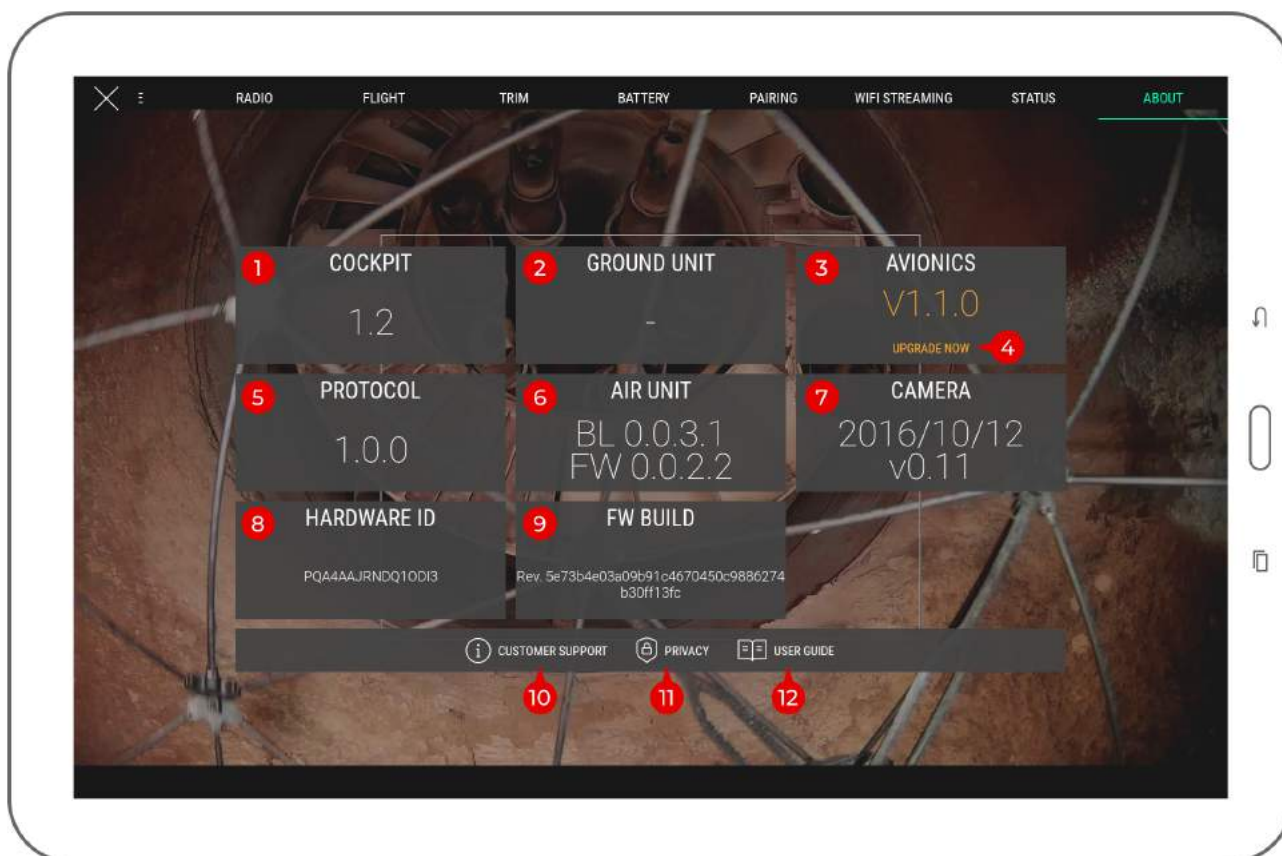 RADIO FLIGHT TRIM BATTERY PAIRING WIFI STREAMING STATUS ABOUT
1 COCKPIT 2 GROUND UNIT 3 AVIONICS
1.2 - V1.1.0
UPGRADE NOW 4
5 PROTOCOL 6 AIR UNIT 7 CAMERA
1.0.0 BL 0.0.3.1 2016/10/12
FW 0.0.2.2 v0.11
8 HARDWARE ID 9 FW BUILD
PQA4AAJRNDQ1ODI3 Rev. 5e73b4e03a09b91c4670450c9886274
b30ff13fc
CUSTOMER SUPPORT PRIVACY USER GUIDE
10 11 12